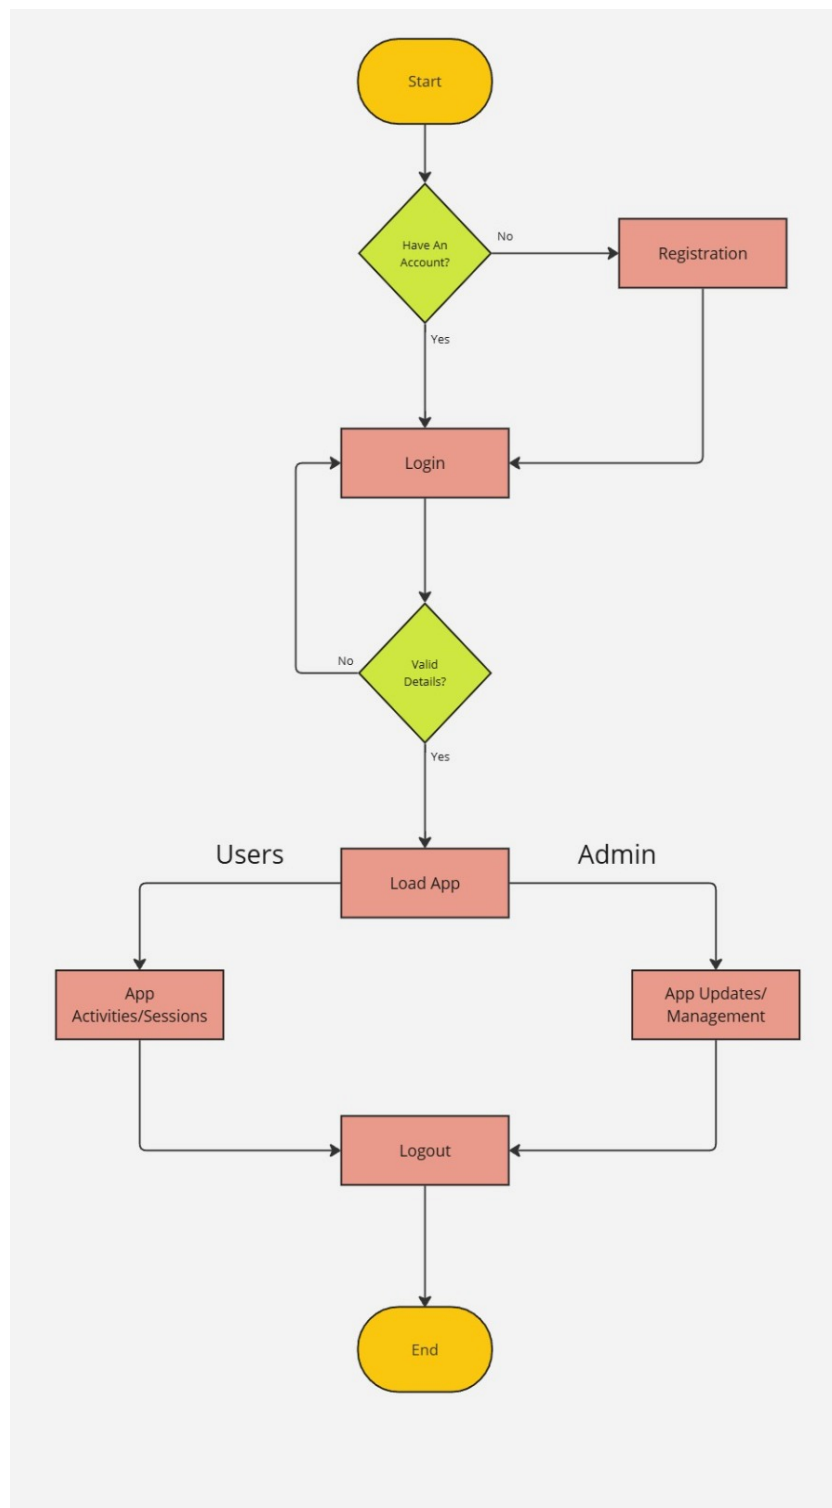 Start
Have An
Account?
No
Registration
Yes
Login
No
Valid
Details?
Yes
Users
Admin
Load App
App
Activities/Sessions
App Updates/
Management
Logout
End